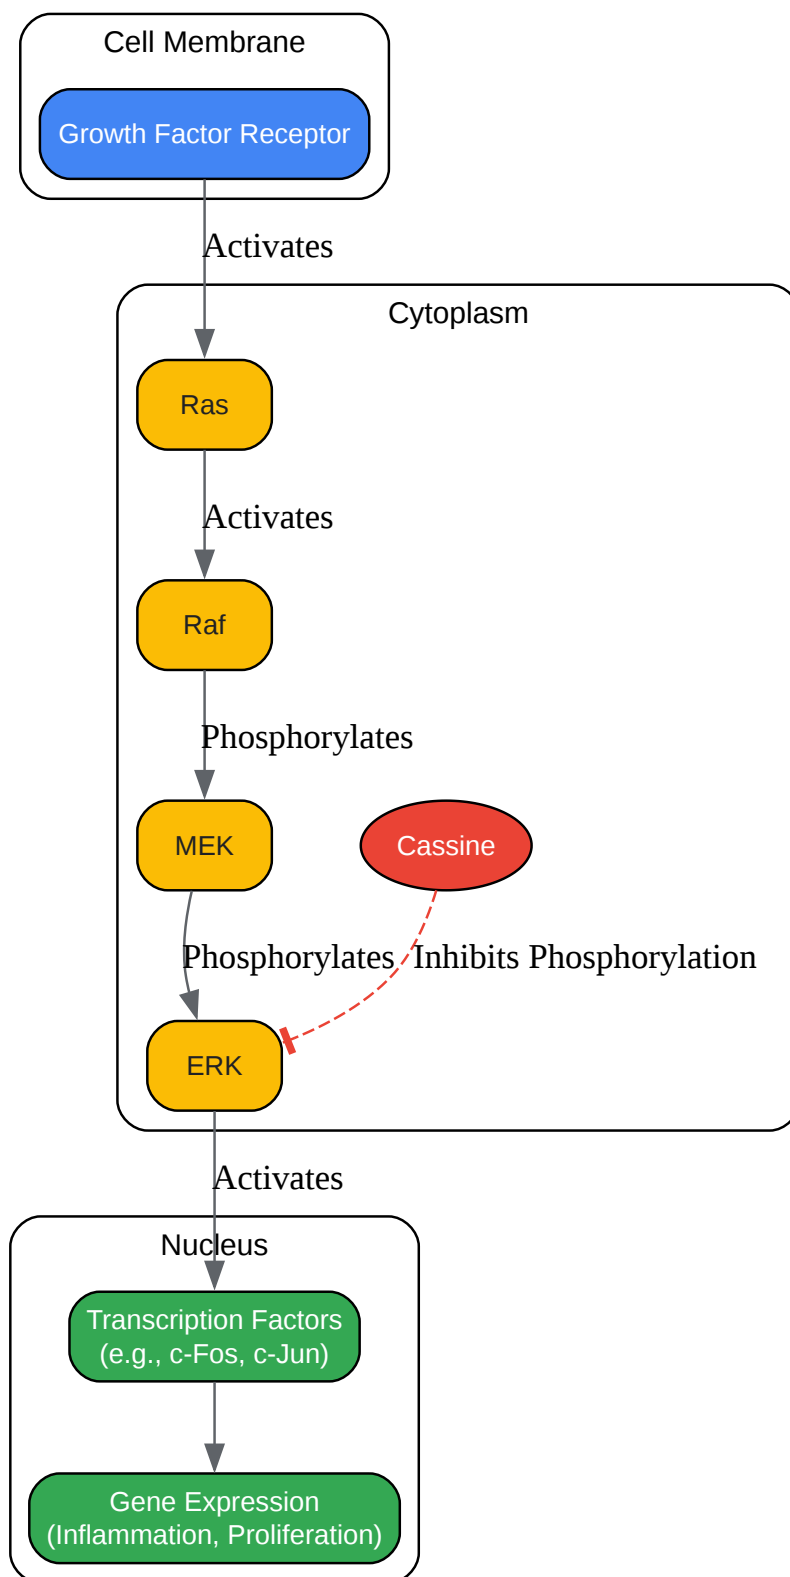 Cell Membrane
Growth Factor Receptor
Activates
Cytoplasm
Ras
Activates
Raf
Phosphorylates
MEK
Cassine
Phosphorylates
Inhibits Phosphorylation
ERK
Activates
Nucleus
Transcription Factors
(e.g., c-Fos, c-Jun)
Gene Expression
(Inflammation, Proliferation)